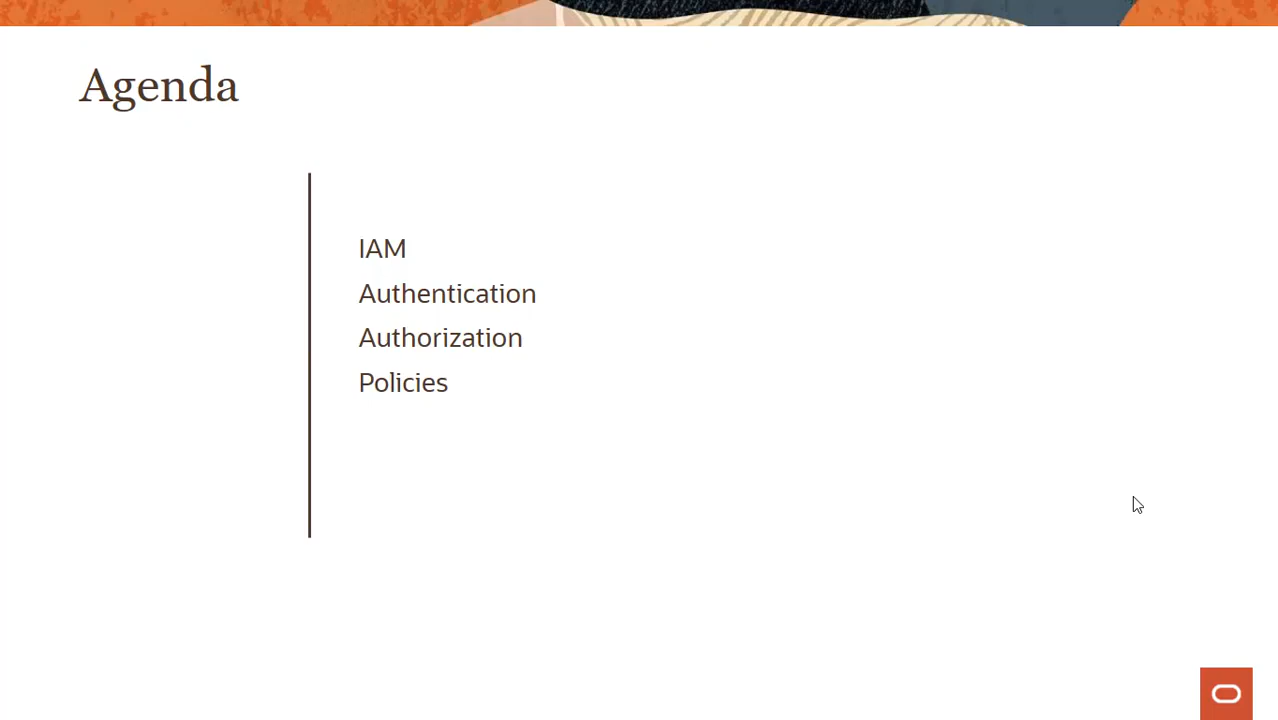 Agenda
IAM
Authentication
Authorization
Policies